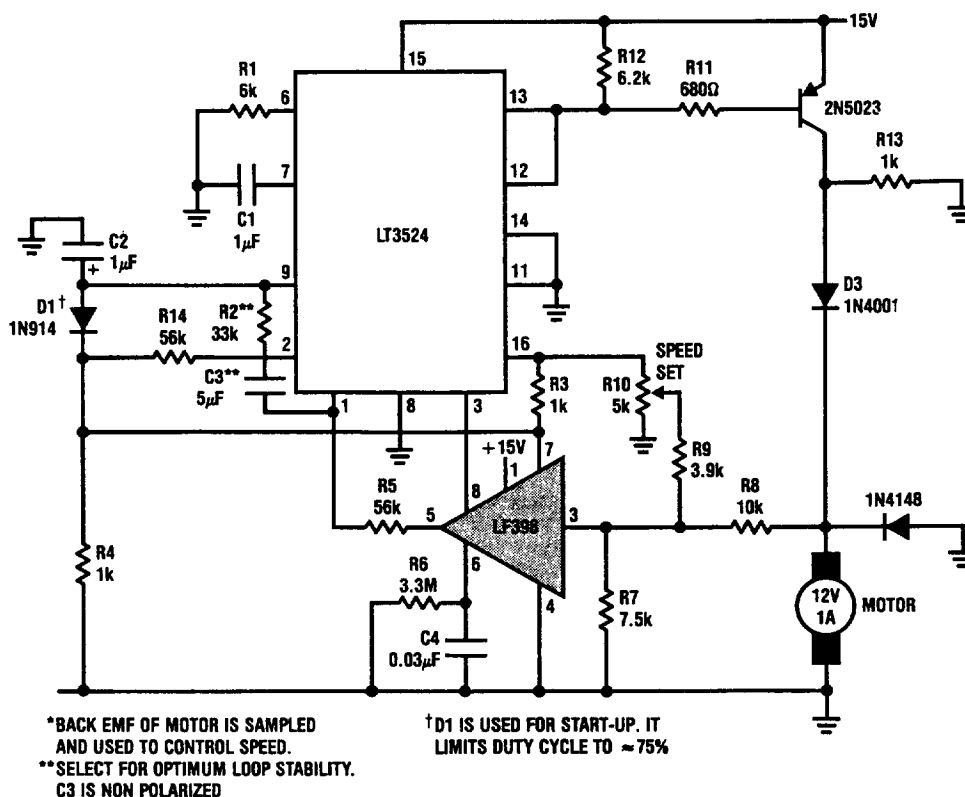 15V
15
R12
6.2k
R11
680Ω
R1
6k
6
13
2N5023
R13
1k
7
12
C1
1μF
LT3524
14
C2
1μF
+
9
11
D3
1N4001
D1†
1N914
R14
56k
R2**
33k
2
16
SPEED
SET
C3**
5μF
R3
1k
R10
5k
1
8
3
+15V
7
R9
3.9k
1
8
R5
56k
5
LF398
3
R8
10k
1N4148
R4
1k
6
R6
3.3M
4
R7
7.5k
12V
1A
MOTOR
C4
0.03μF
*BACK EMF OF MOTOR IS SAMPLED
AND USED TO CONTROL SPEED.
**SELECT FOR OPTIMUM LOOP STABILITY.
C3 IS NON POLARIZED
†D1 IS USED FOR START-UP. IT
LIMITS DUTY CYCLE TO ≈75%